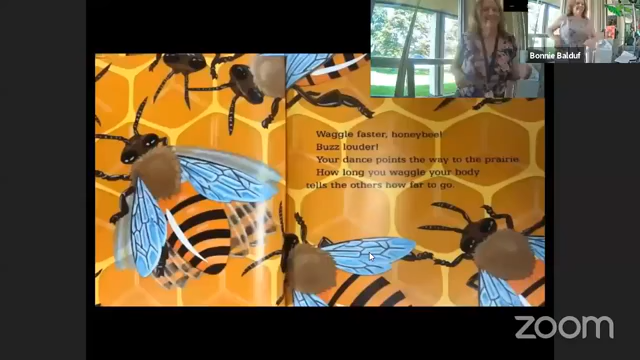 Bonnie Balduf
Waggle faster, honeybee!
Buzz louder!
Your dance points the way to the prairie.
How long you waggle your body
tells the others how far to go.
zoom